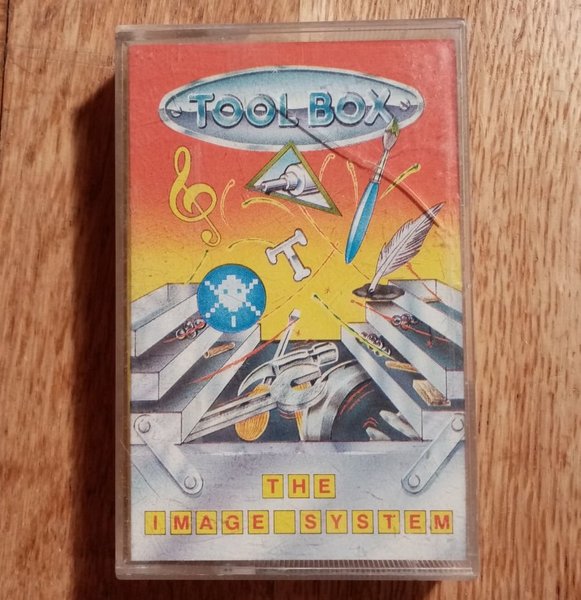 TOOL BOX
T
THE
IMAGE SYSTEM